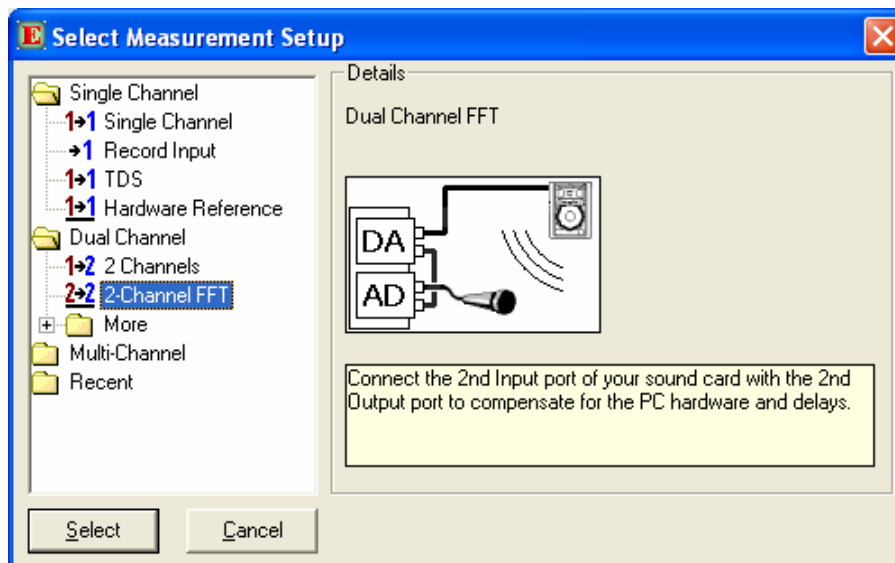 E Select Measurement Setup
Single Channel
1→1 Single Channel
→1 Record Input
1→1 TDS
1→1 Hardware Reference
Dual Channel
1→2 2 Channels
2→2 2-Channel FFT
More
Multi-Channel
Recent
Select
Cancel
Details
Dual Channel FFT
DA
AD
Connect the 2nd Input port of your sound card with the 2nd
Output port to compensate for the PC hardware and delays.